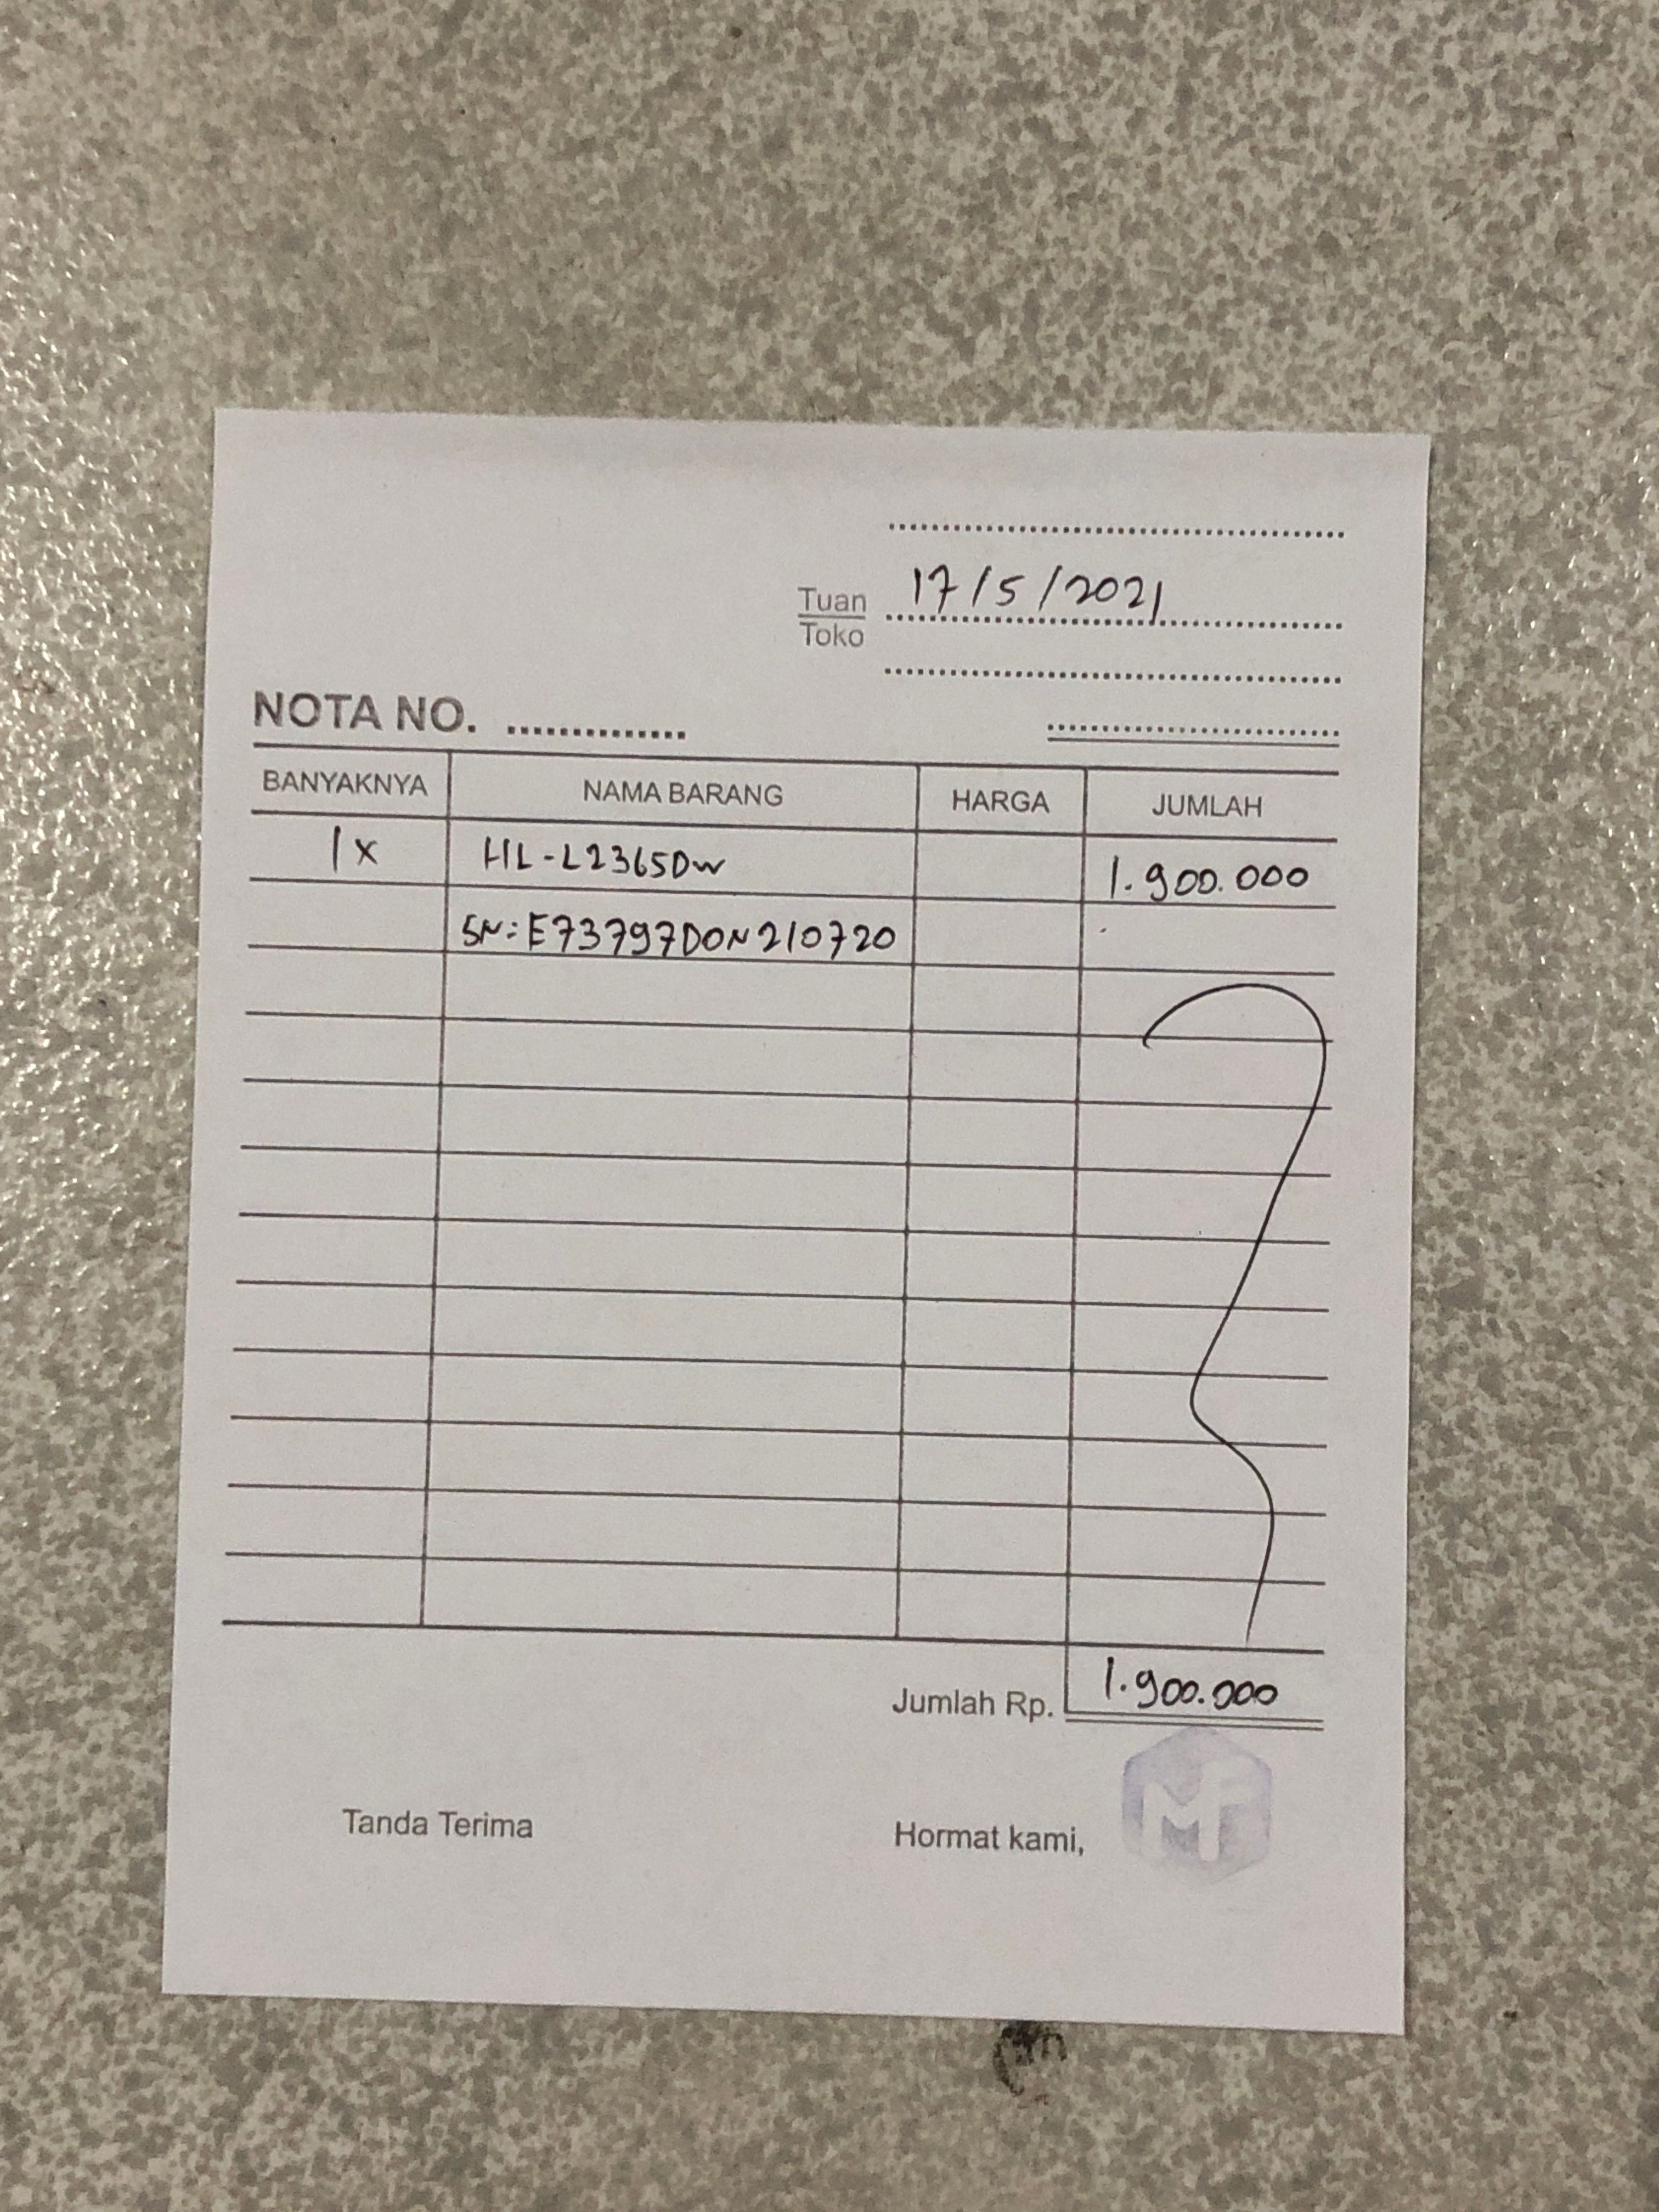 17/5/2021
Tuan
Toko
NOTA NO.
BANYAKNYA NAMA BARANG HARGA JUMLAH
1x HL-L2365Dw 1.900.000
SN: E73797D0N210720
Jumlah Rp. 1.900.000
Tanda Terima Hormat kami,
MF